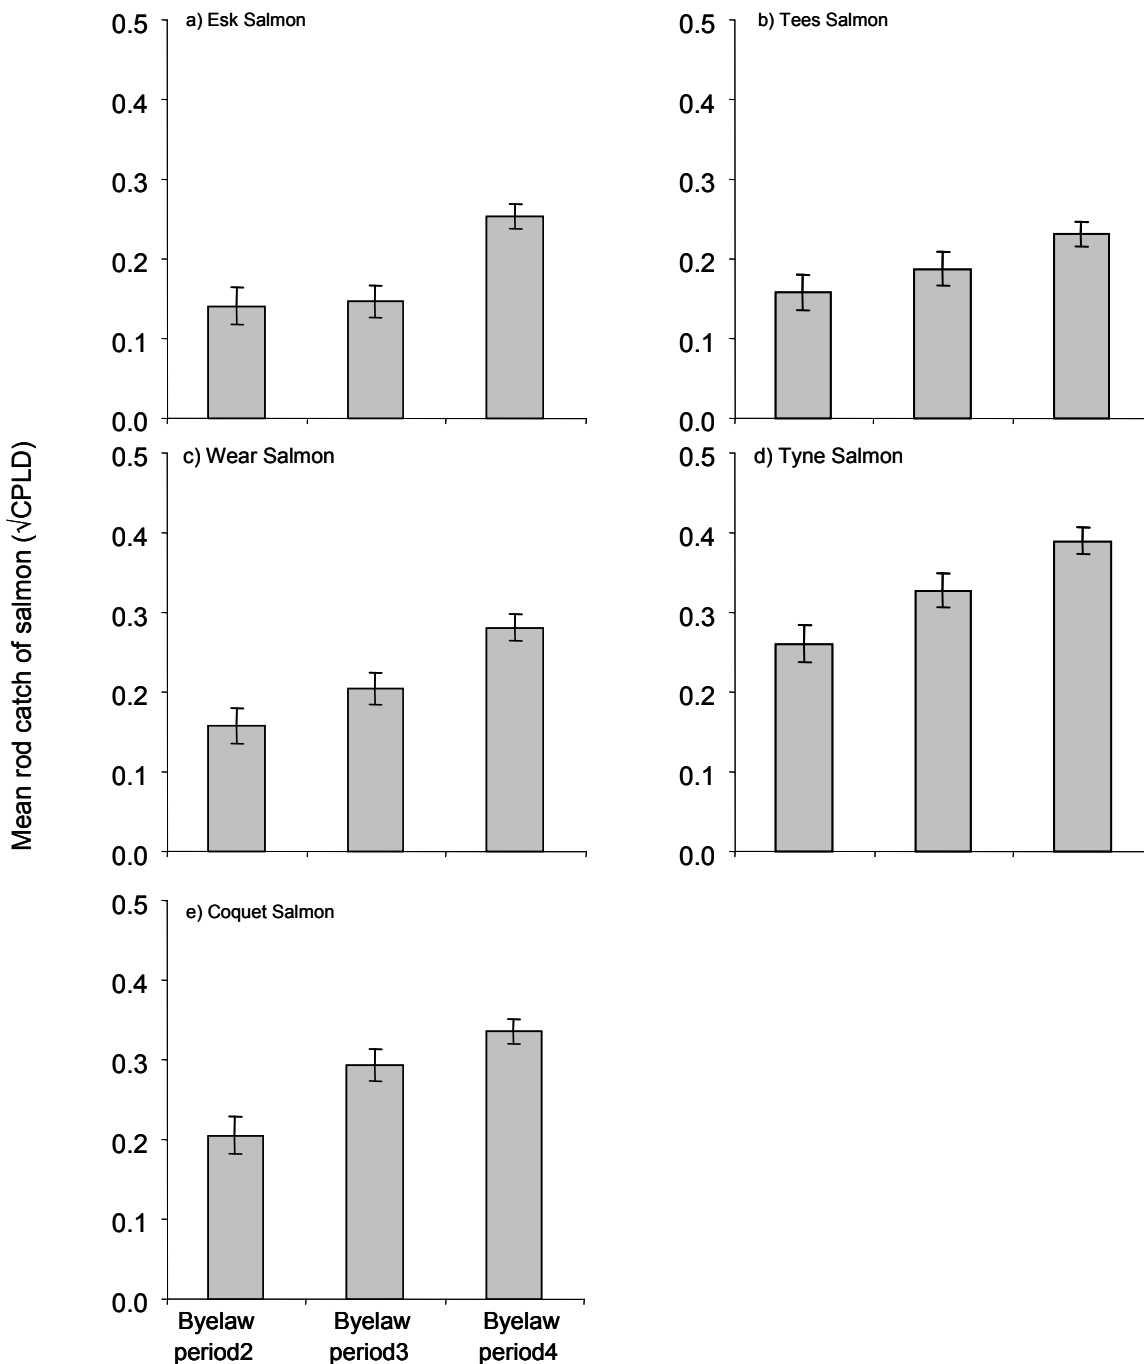 a) Esk Salmon
0.5
0.4
0.3
0.2
0.1
0.0
b) Tees Salmon
0.5
0.4
0.3
0.2
0.1
0.0
Mean rod catch of salmon (√CPLD)
c) Wear Salmon
0.5
0.4
0.3
0.2
0.1
0.0
d) Tyne Salmon
0.5
0.4
0.3
0.2
0.1
0.0
e) Coquet Salmon
0.5
0.4
0.3
0.2
0.1
0.0
Byelaw
period2
Byelaw
period3
Byelaw
period4